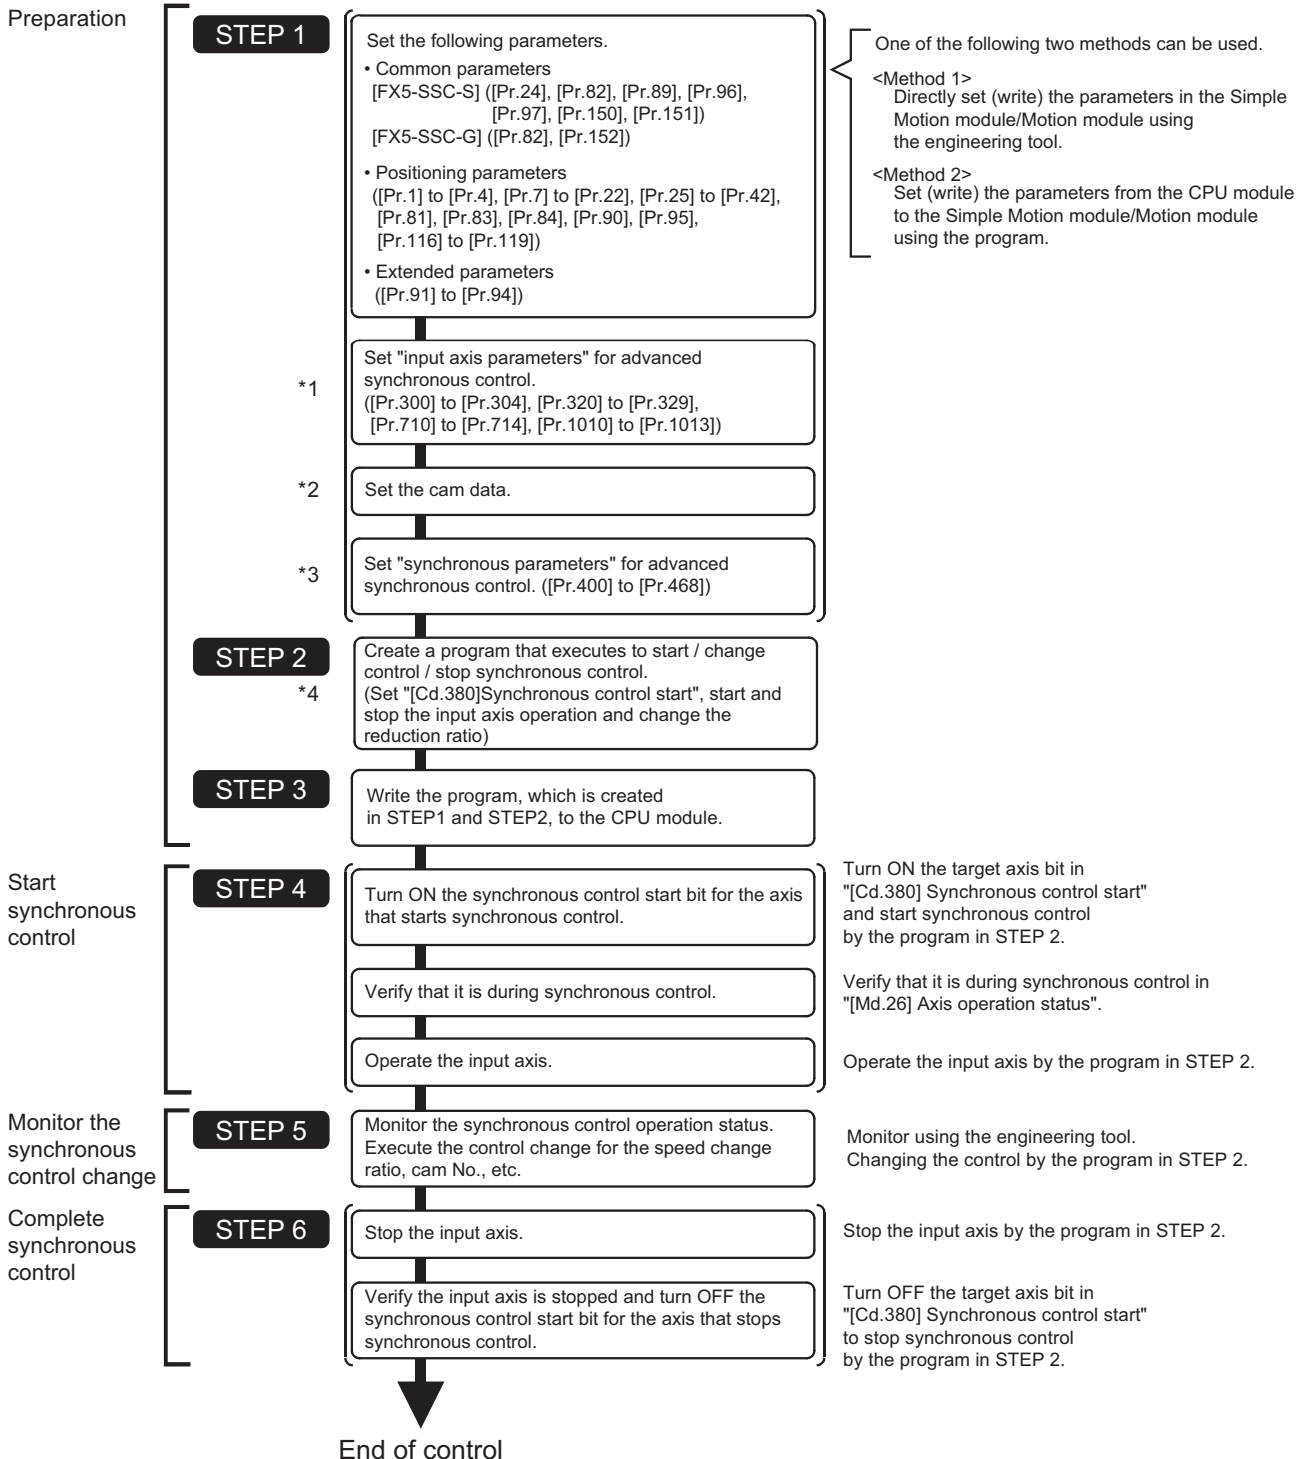 Preparation
STEP 1
Set the following parameters.
• Common parameters
[FX5-SSC-S] ([Pr.24], [Pr.82], [Pr.89], [Pr.96],
[Pr.97], [Pr.150], [Pr.151])
[FX5-SSC-G] ([Pr.82], [Pr.152])
• Positioning parameters
([Pr.1] to [Pr.4], [Pr.7] to [Pr.22], [Pr.25] to [Pr.42],
[Pr.81], [Pr.83], [Pr.84], [Pr.90], [Pr.95],
[Pr.116] to [Pr.119])
• Extended parameters
([Pr.91] to [Pr.94])
One of the following two methods can be used.
<Method 1>
Directly set (write) the parameters in the Simple
Motion module/Motion module using
the engineering tool.
<Method 2>
Set (write) the parameters from the CPU module
to the Simple Motion module/Motion module
using the program.
*1
Set "input axis parameters" for advanced
synchronous control.
([Pr.300] to [Pr.304], [Pr.320] to [Pr.329],
[Pr.710] to [Pr.714], [Pr.1010] to [Pr.1013])
*2
Set the cam data.
*3
Set "synchronous parameters" for advanced
synchronous control. ([Pr.400] to [Pr.468])
STEP 2
*4
Create a program that executes to start / change
control / stop synchronous control.
(Set "[Cd.380]Synchronous control start", start and
stop the input axis operation and change the
reduction ratio)
STEP 3
Write the program, which is created
in STEP1 and STEP2, to the CPU module.
Start
synchronous
control
STEP 4
Turn ON the synchronous control start bit for the axis
that starts synchronous control.
Turn ON the target axis bit in
"[Cd.380] Synchronous control start"
and start synchronous control
by the program in STEP 2.
Verify that it is during synchronous control.
Verify that it is during synchronous control in
"[Md.26] Axis operation status".
Operate the input axis.
Operate the input axis by the program in STEP 2.
Monitor the
synchronous
control change
STEP 5
Monitor the synchronous control operation status.
Execute the control change for the speed change
ratio, cam No., etc.
Monitor using the engineering tool.
Changing the control by the program in STEP 2.
Complete
synchronous
control
STEP 6
Stop the input axis.
Stop the input axis by the program in STEP 2.
Verify the input axis is stopped and turn OFF the
synchronous control start bit for the axis that stops
synchronous control.
Turn OFF the target axis bit in
"[Cd.380] Synchronous control start"
to stop synchronous control
by the program in STEP 2.
End of control